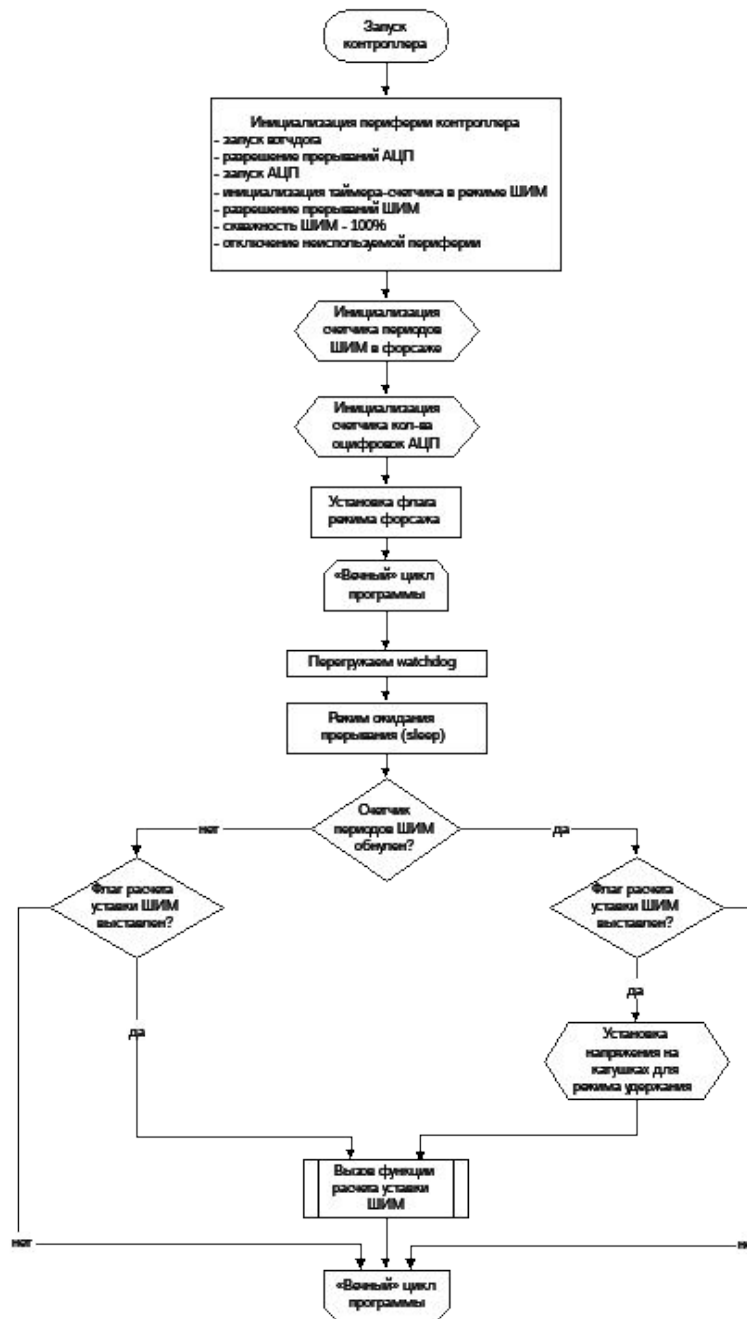 Запуск
контроллера
Инициализация периферии контроллера
- запуск вотчдога
- разрешение прерываний АЦП
- запуск АЦП
- инициализация таймера-счетчика в режиме ШИМ
- разрешение прерываний ШИМ
- скважность ШИМ - 100%
- отключение неиспользуемой периферии
Инициализация
счетчика периодов
ШИМ в форсаже
Инициализация
счетчика кол-ва
оцифровок АЦП
Установка флага
режима форсажа
«Вечный» цикл
программы
Перегружаем watchdog
Режим ожидания
прерывания (sleep)
Счетчик
периодов ШИМ
обнулен?
нет
да
Флаг расчета
уставки ШИМ
выставлен?
Флаг расчета
уставки ШИМ
выставлен?
да
да
Установка
напряжения на
катушках для
режима удержания
Вызов функции
расчета уставки
ШИМ
нет
«Вечный» цикл
программы